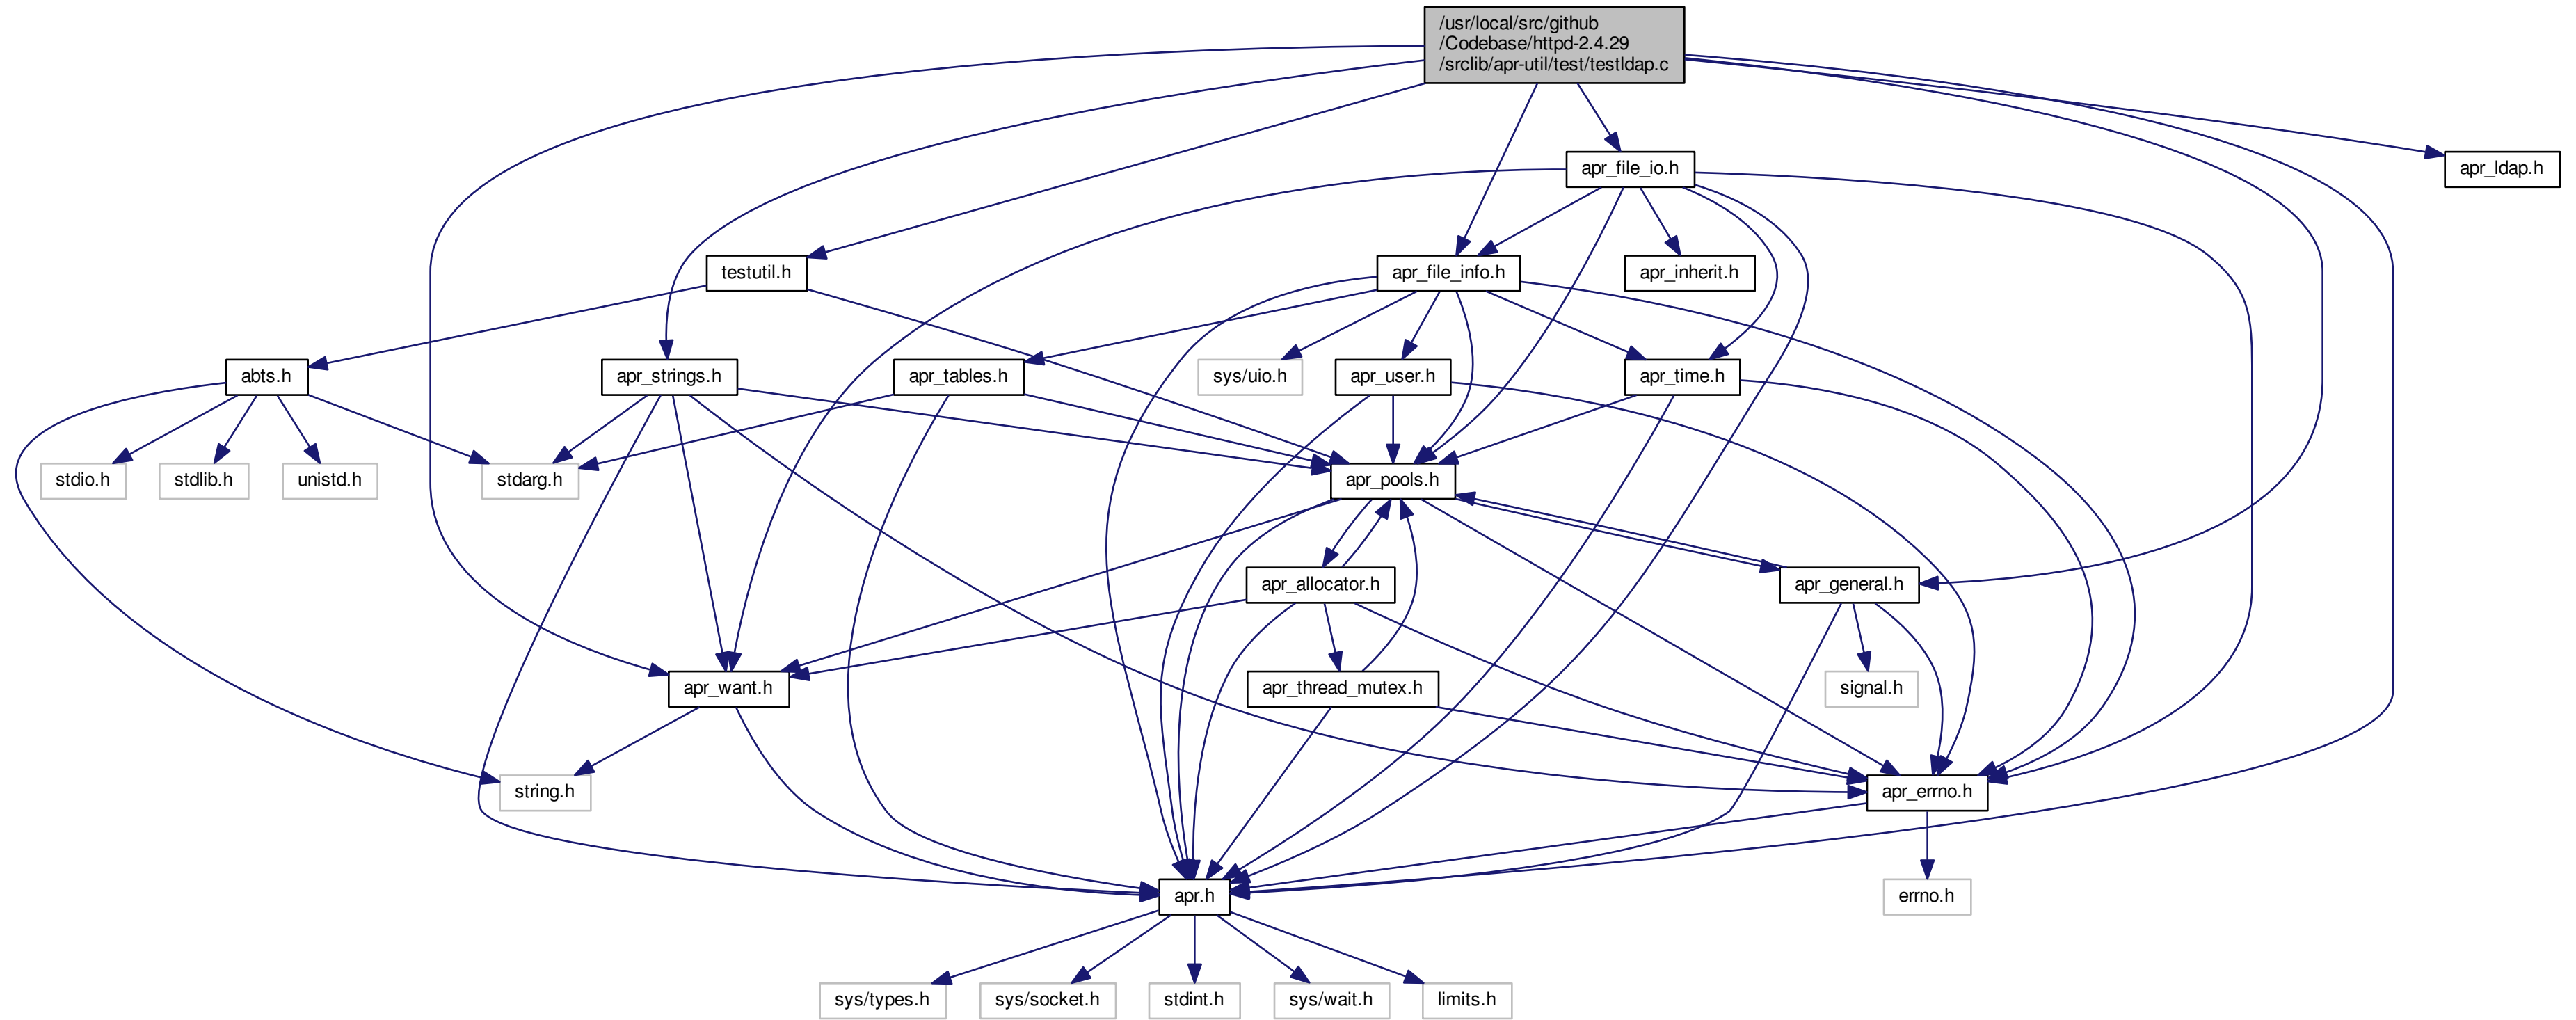 /usr/local/src/github
/Codebase/httpd-2.4.29
/srclib/apr-util/test/testldap.c
apr_file_io.h
apr_ldap.h
testutil.h
apr_file_info.h
apr_inherit.h
abts.h
apr_strings.h
apr_tables.h
sys/uio.h
apr_user.h
apr_time.h
stdio.h
stdlib.h
unistd.h
stdarg.h
apr_pools.h
apr_allocator.h
apr_general.h
apr_want.h
apr_thread_mutex.h
signal.h
string.h
apr_errno.h
apr.h
errno.h
sys/types.h
sys/socket.h
stdint.h
sys/wait.h
limits.h